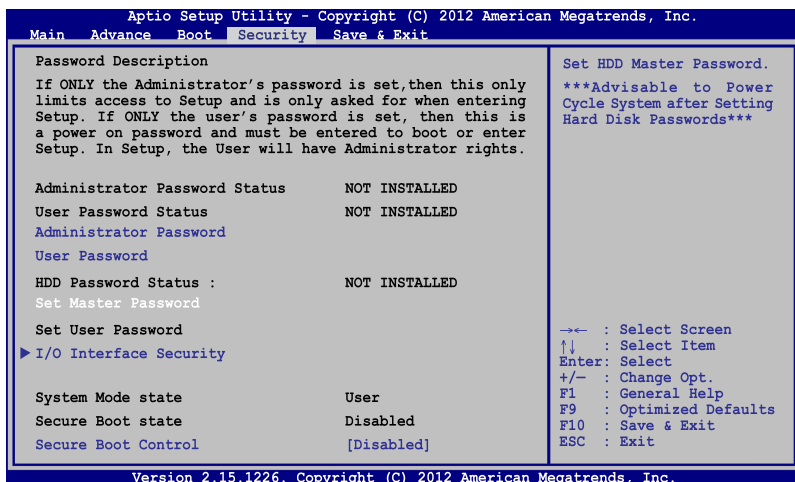 Aptio Setup Utility - Copyright (C) 2012 American Megatrends, Inc.
Main Advance Boot Security Save & Exit
Password Description
If ONLY the Administrator's password is set,then this only
limits access to Setup and is only asked for when entering
Setup. If ONLY the user's password is set, then this is
a power on password and must be entered to boot or enter
Setup. In Setup, the User will have Administrator rights.
Administrator Password Status NOT INSTALLED
User Password Status NOT INSTALLED
Administrator Password
User Password
HDD Password Status : NOT INSTALLED
Set Master Password
Set User Password
▶ I/O Interface Security
System Mode state User
Secure Boot state Disabled
Secure Boot Control [Disabled]
Set HDD Master Password.
***Advisable to Power
Cycle System after Setting
Hard Disk Passwords***
→← : Select Screen
↑↓ : Select Item
Enter: Select
+/— : Change Opt.
F1 : General Help
F9 : Optimized Defaults
F10 : Save & Exit
ESC : Exit
Version 2.15.1226. Copyright (C) 2012 American Megatrends, Inc.